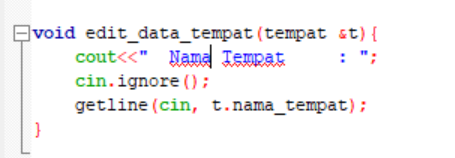 void edit_data_tempat(tempat &t){
cout<<"  Nama Tempat     : ";
cin.ignore();
getline(cin, t.nama_tempat);
}